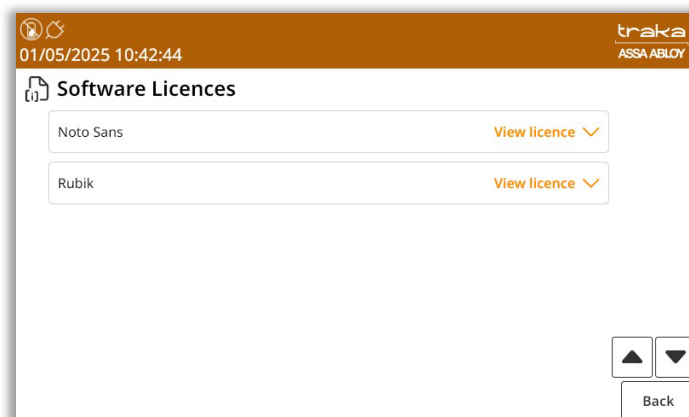 traka
01/05/2025 10:42:44
ASSA ABLOY
[i] Software Licences
Noto Sans View licence
Rubik View licence
Back